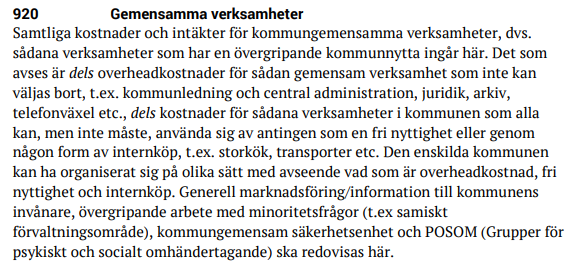 920 Gemensamma verksamheter
Samtliga kostnader och intäkter för kommungemensamma verksamheter, dvs.
sådana verksamheter som har en övergripande kommunnytta ingår här. Det som
avses är dels overheadkostnader för sådan gemensam verksamhet som inte kan
väljas bort, t.ex. kommunledning och central administration, juridik, arkiv,
telefonväxel etc., dels kostnader för sådana verksamheter i kommunen som alla
kan, men inte måste, använda sig av antingen som en fri nyttighet eller genom
någon form av internköp, t.ex. storkök, transporter etc. Den enskilda kommunen
kan ha organiserat sig på olika sätt med avseende vad som är overheadkostnad, fri
nyttighet och internköp. Generell marknadsföring/information till kommunens
invånare, övergripande arbete med minoritetsfrågor (t.ex samiskt
förvaltningsområde), kommungemensam säkerhetsenhet och POSOM (Grupper för
psykiskt och socialt omhändertagande) ska redovisas här.